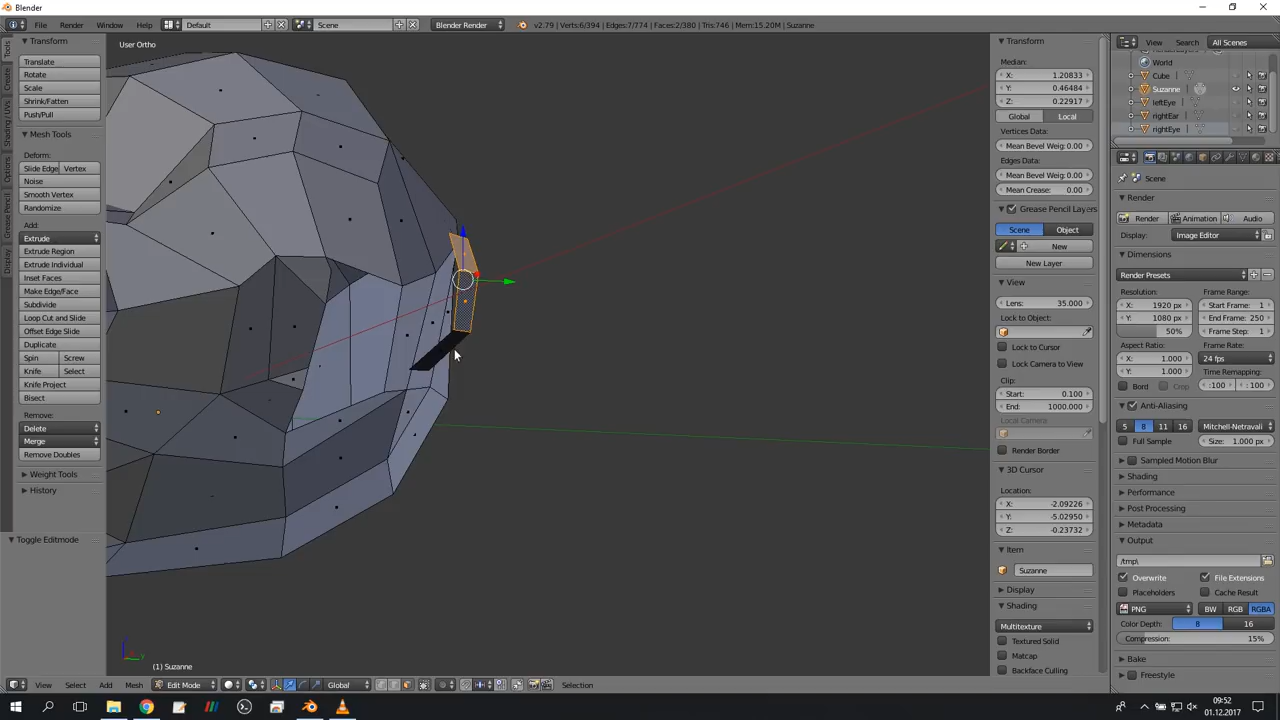 Blender
File Render Window Help Default Scene Blender Render v2.79 | Verts:6/394 | Edges:7/774 | Faces:2/380 | Tris:746 | Mem:15.20M | Suzanne
View Search All Scenes
Tools
Create
Shading / UVs
Options
Grease Pencil
Display
Transform
Translate
Rotate
Scale
Shrink/Fatten
Push/Pull
Mesh Tools
Deform:
Slide Edge Vertex
Noise
Smooth Vertex
Randomize
Add:
Extrude
Extrude Region
Extrude Individual
Inset Faces
Make Edge/Face
Subdivide
Loop Cut and Slide
Offset Edge Slide
Duplicate
Spin Screw
Knife Select
Knife Project
Bisect
Remove:
Delete
Merge
Remove Doubles
Weight Tools
History
Toggle Editmode
User Ortho
(1) Suzanne
View Select Add Mesh Edit Mode Global Selection
Transform
Median:
X: 1.20833
Y: 0.46484
Z: 0.22917
Global Local
Vertices Data:
Mean Bevel Weig: 0.00
Edges Data:
Mean Bevel Weig: 0.00
Mean Crease: 0.00
Grease Pencil Layers
Scene Object
New
New Layer
View
Lens: 35.000
Lock to Object:
Lock to Cursor
Lock Camera to View
Clip:
Start: 0.100
End: 1000.000
Local Camera:
Render Border
3D Cursor
Location:
X: -2.09226
Y: -5.02950
Z: -0.23732
Item
Suzanne
Display
Shading
Multitexture
Textured Solid
Matcap
Backface Culling
World
Cube
Suzanne
leftEye
rightEar
rightEye
Scene
Render
Render Animation Audio
Display: Image Editor
Dimensions
Render Presets
Resolution: Frame Range:
X: 1920 px Start Frame: 1
Y: 1080 px End Frame: 250
50% Frame Step: 1
Aspect Ratio: Frame Rate:
X: 1.000 24 fps
Y: 1.000 Time Remapping:
Bord Crop :100 : 100
Anti-Aliasing
5 8 11 16 Mitchell-Netravali
Full Sample Size: 1.000 px
Sampled Motion Blur
Shading
Performance
Post Processing
Metadata
Output
/tmp\
Overwrite File Extensions
Placeholders Cache Result
PNG BW RGB RGBA
Color Depth: 8 16
Compression: 15%
Bake
Freestyle
09:52
01.12.2017